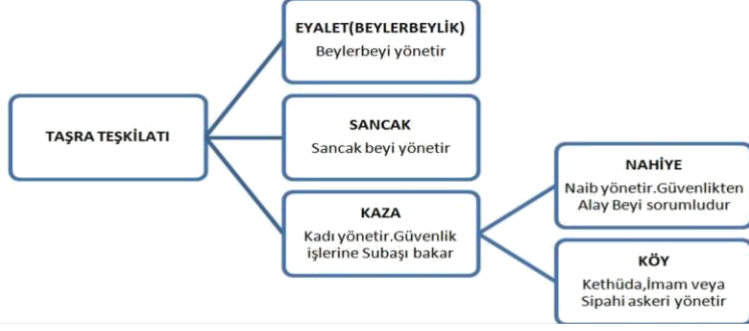 EYALET(BEYLERBEYLİK)
Beylerbeyi yönetir
TAŞRA TEŞKİLATI
SANCAK
Sancak beyi yönetir
KAZA
Kadı yönetir.Güvenlik
işlerine Subaşı bakar
NAHİYE
Naib yönetir.Güvenlikten
Alay Beyi sorumludur
KÖY
Kethüda,İmam veya
Sipahi askeri yönetir